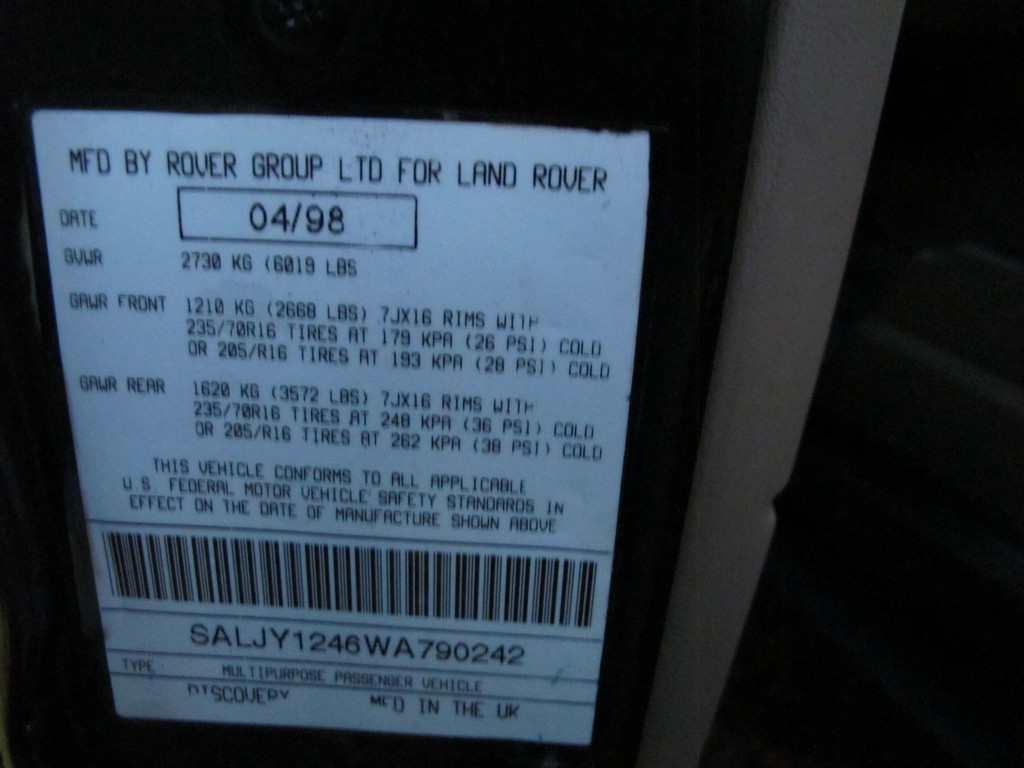 MFD BY ROVER GROUP LTD FOR LAND ROVER
DATE 04/98
GVWR 2730 KG (6019 LBS
GAWR FRONT 1210 KG (2668 LBS) 7JX16 RIMS WITH
235/70R16 TIRES AT 179 KPA (26 PSI) COLD
OR 205/R16 TIRES AT 193 KPA (28 PSI) COLD
GAWR REAR 1620 KG (3572 LBS) 7JX16 RIMS WITH
235/70R16 TIRES AT 248 KPA (36 PSI) COLD
OR 205/R16 TIRES AT 262 KPA (38 PSI) COLD
THIS VEHICLE CONFORMS TO ALL APPLICABLE
U.S. FEDERAL MOTOR VEHICLE SAFETY STANDARDS IN
EFFECT ON THE DATE OF MANUFACTURE SHOWN ABOVE
SALJY1246WA790242
TYPE MULTIPURPOSE PASSENGER VEHICLE
DISCOVERY MFD IN THE UK